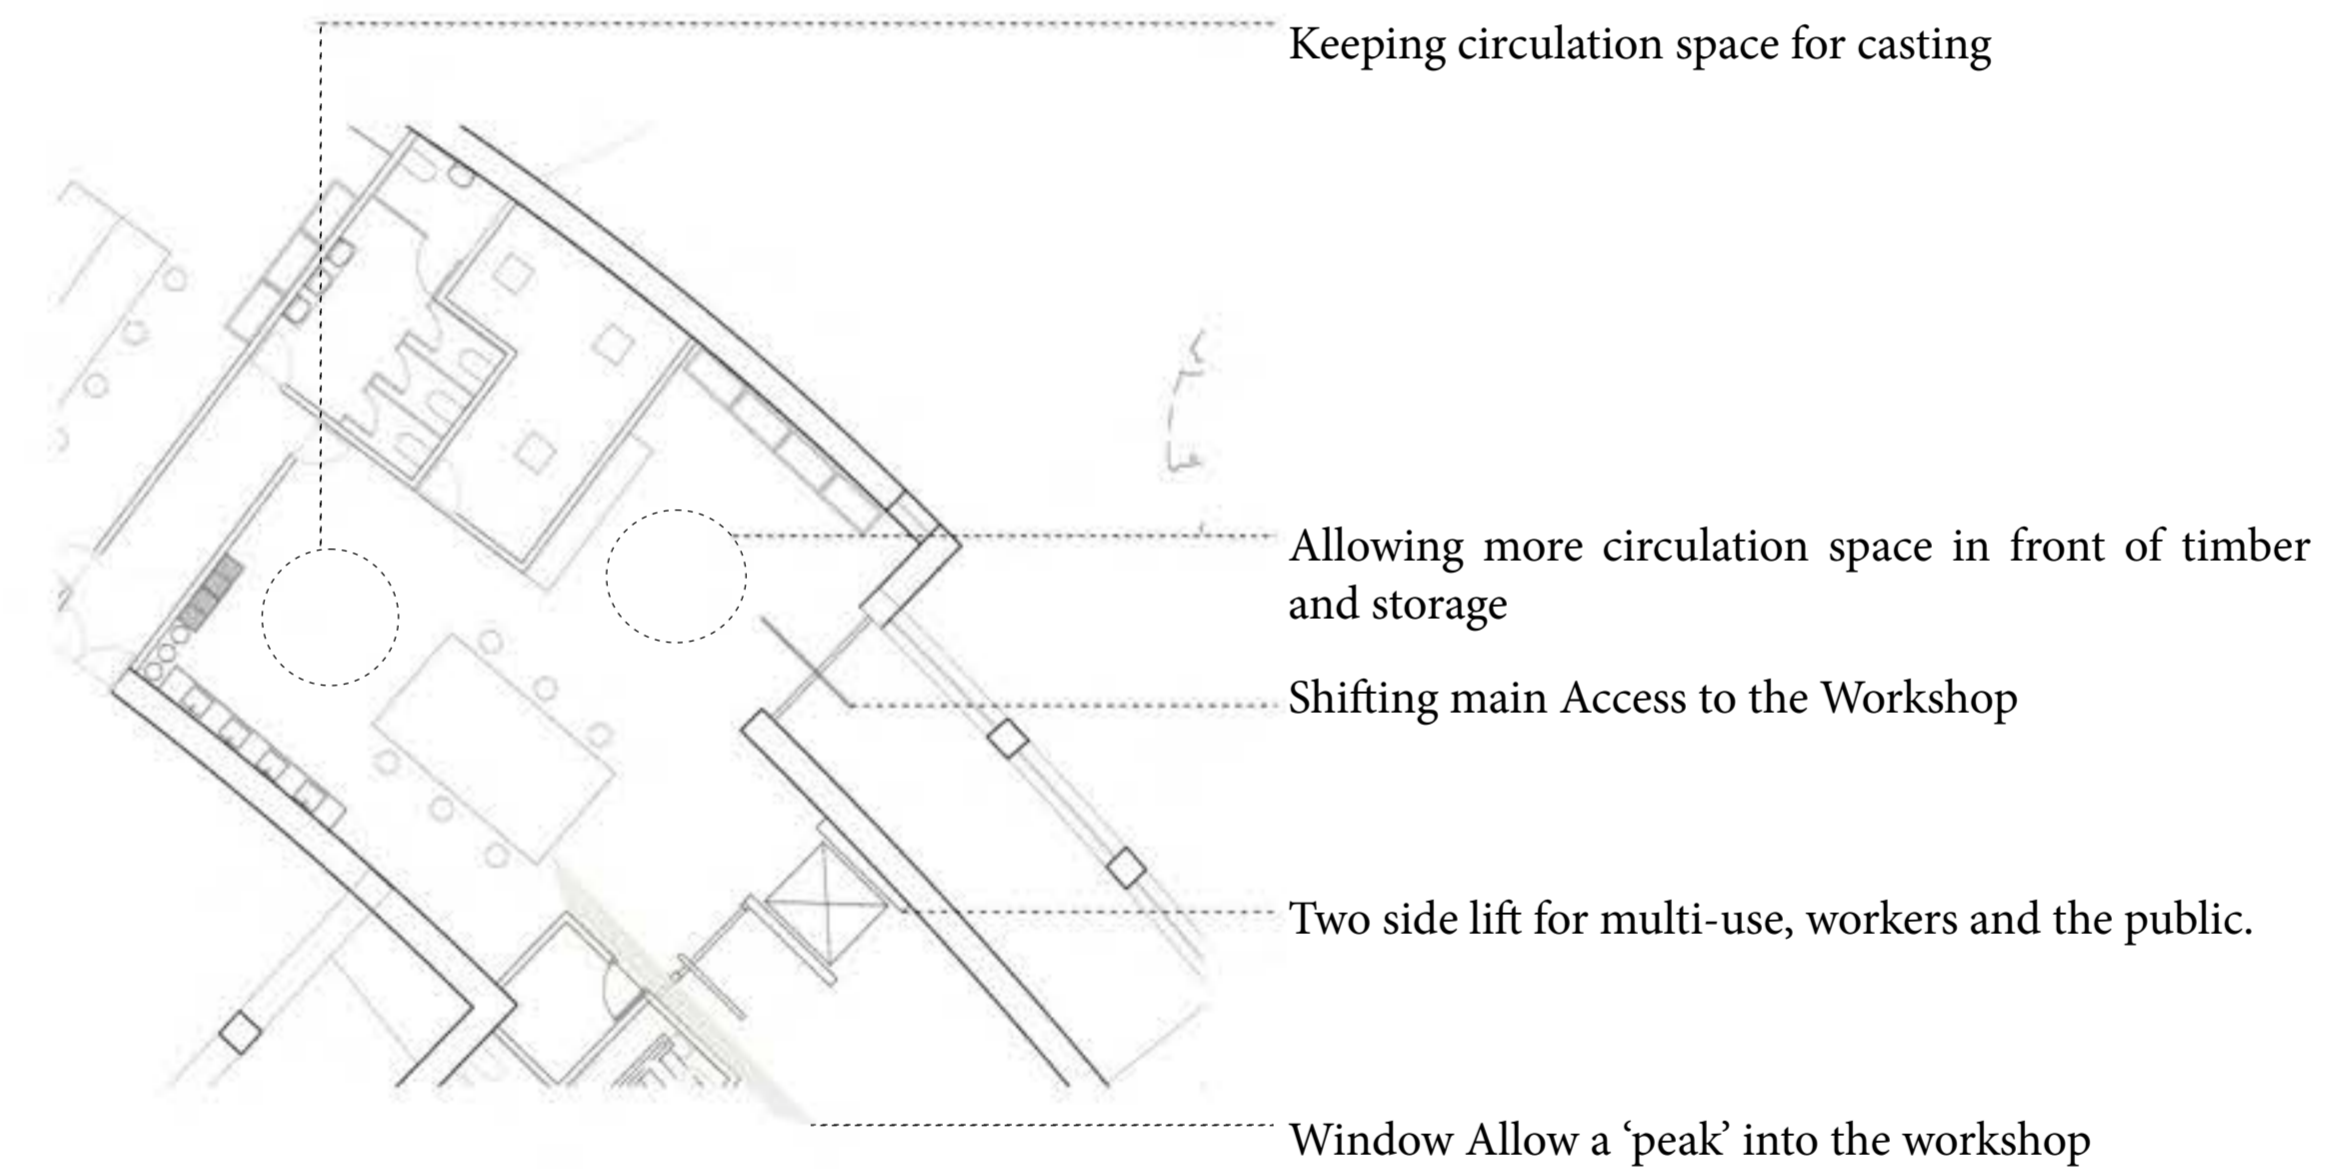 Keeping circulation space for casting
Allowing more circulation space in front of timber
and storage
Shifting main Access to the Workshop
Two side lift for multi-use, workers and the public.
Window Allow a ‘peak’ into the workshop